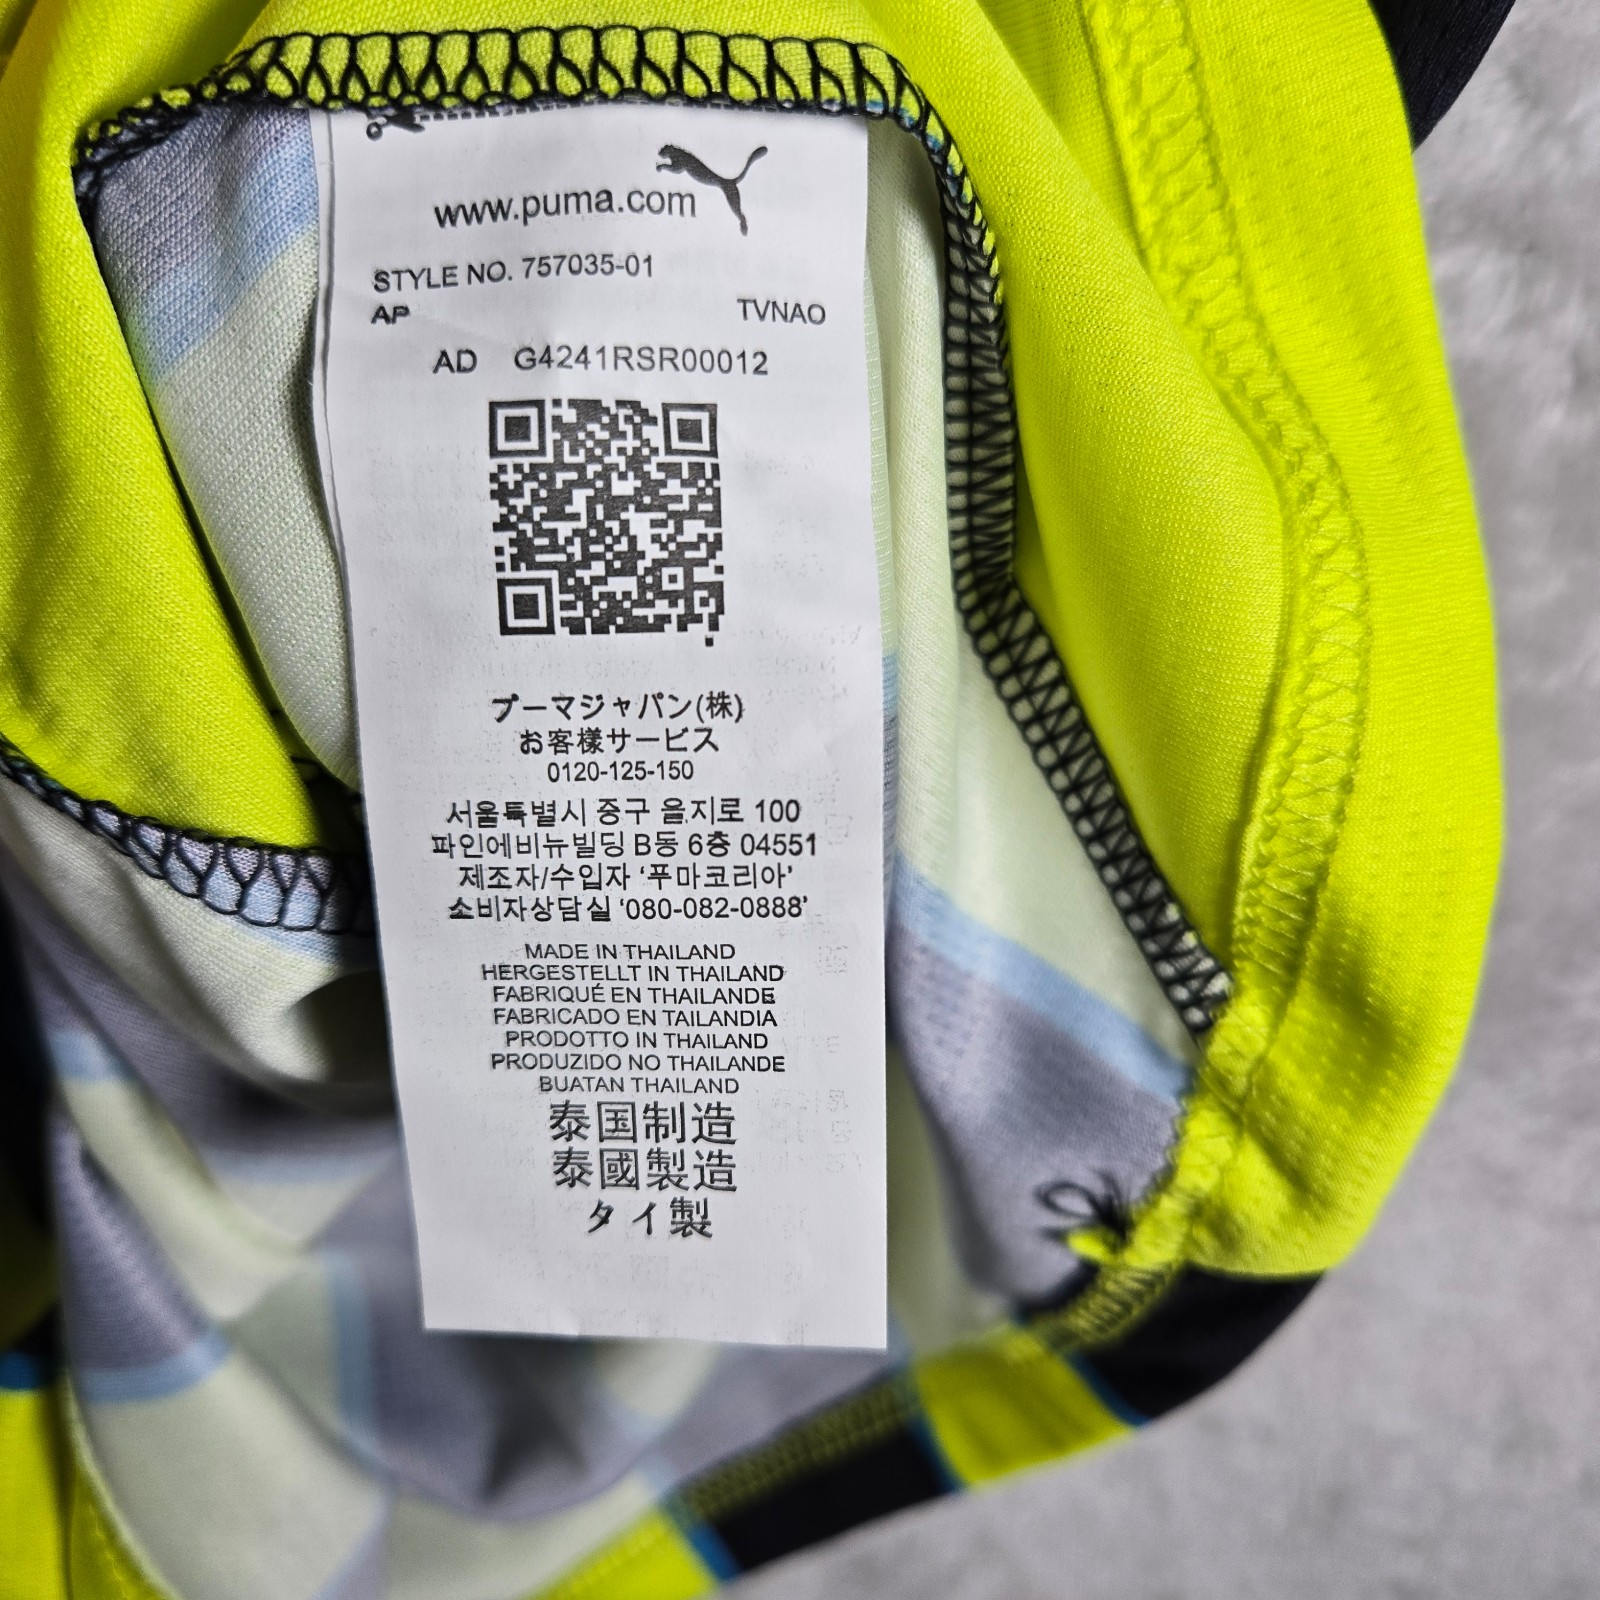 www.puma.com
STYLE NO. 757035-01
AP TVNAO
AD G4241RSR00012
プーマジャパン(株)
お客様サービス
0120-125-150
서울특별시 중구 을지로 100
파인에비뉴빌딩 B동 6층 04551
제조자/수입자 '푸마코리아'
소비자상담실 '080-082-0888'
MADE IN THAILAND
HERGESTELLT IN THAILAND
FABRIQUÉ EN THAILANDE
FABRICADO EN TAILANDIA
PRODOTTO IN THAILAND
PRODUZIDO NO THAILANDE
BUATAN THAILAND
泰国制造
泰國製造
タイ製